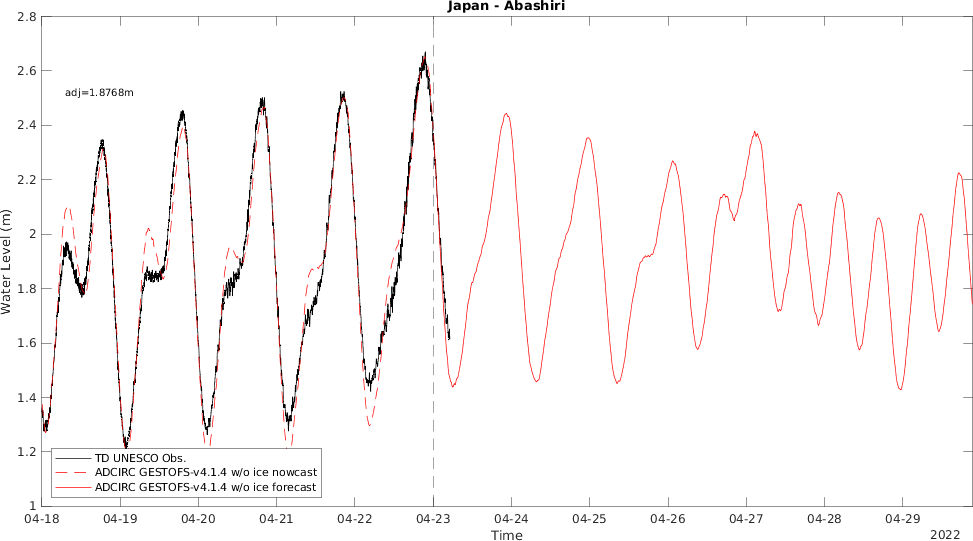 Japan - Abashiri
2.8
2.6
2.4
2.2
2
1.8
1.6
1.4
1.2
1
Water Level (m)
adj=1.8768m
TD UNESCO Obs.
ADCIRC GESTOFS-v4.1.4 w/o ice nowcast
ADCIRC GESTOFS-v4.1.4 w/o ice forecast
04-18 04-19 04-20 04-21 04-22 04-23 04-24 04-25 04-26 04-27 04-28 04-29
Time
2022